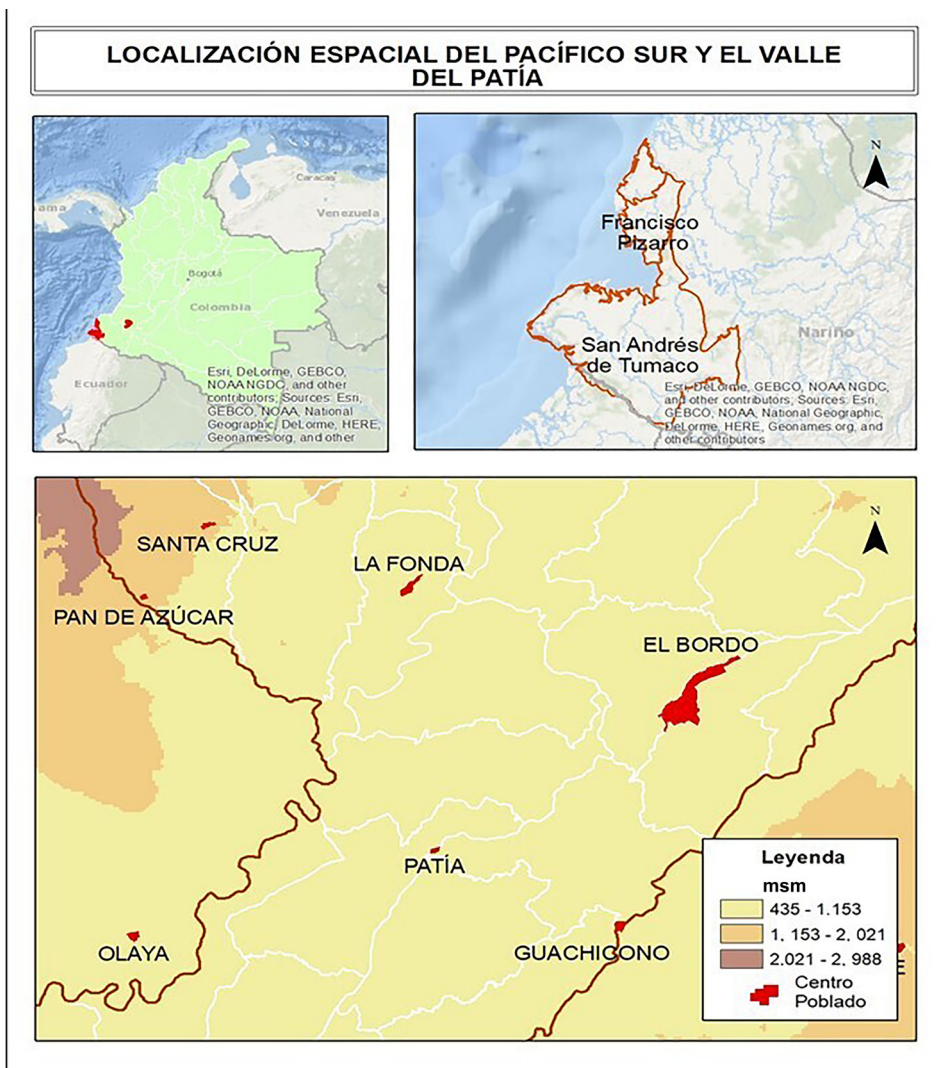 LOCALIZACIÓN ESPACIAL DEL PACÍFICO SUR Y EL VALLE
DEL PATÍA
Caracas
ama
Venezuela
Bogotá
Colombia
Ecuador
Esri, DeLorme, GEBCO,
NOAA NGDC, and other
contributors; Sources: Esri,
GEBCO, NOAA, National
Geographic, DeLorme, HERE,
Geonames.org, and other
N
Francisco
Pizarro
Nariño
San Andrés
de Tumaco
Esri, DeLorme, GEBCO, NOAA NGDC,
and other contributors; Sources: Esri,
GEBCO, NOAA, National Geographic,
DeLorme, HERE, Geonames.org, and
other contributors
N
SANTA CRUZ
LA FONDA
PAN DE AZÚCAR
EL BORDO
PATÍA
OLAYA
GUACHICONO
E
Leyenda
msm
435 - 1.153
1, 153 - 2, 021
2.021 - 2, 988
Centro
Poblado